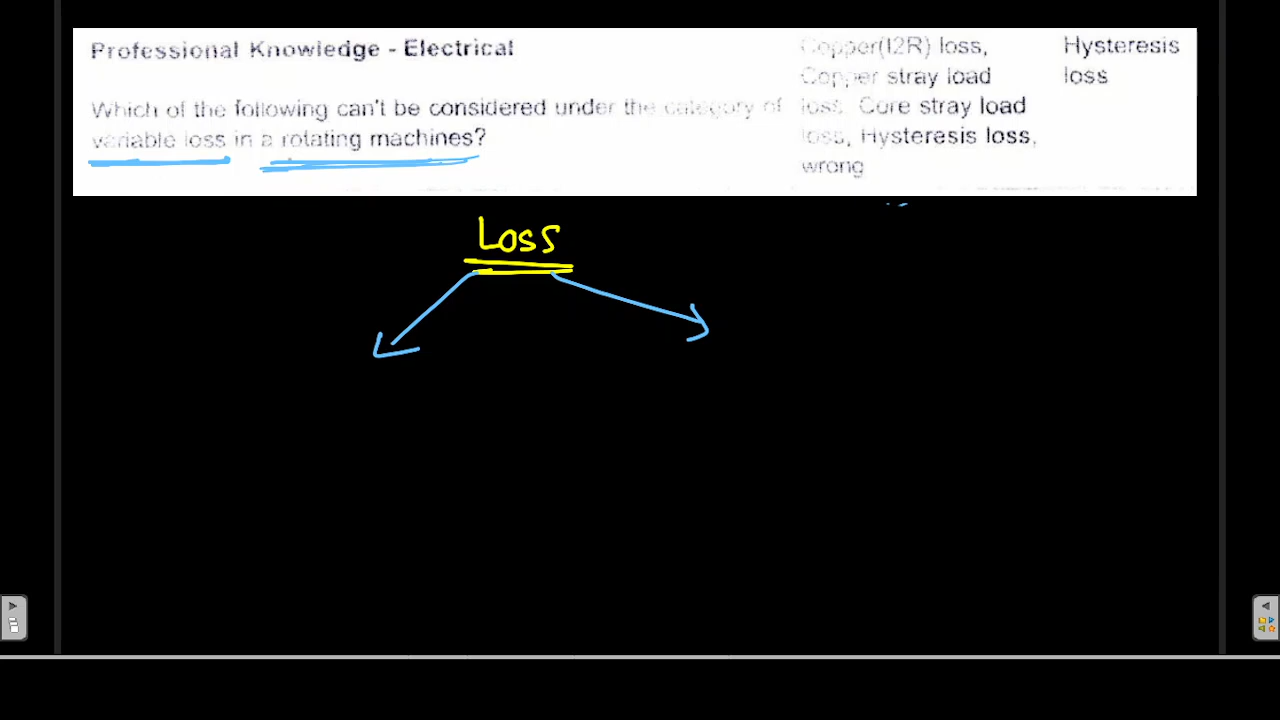 Professional Knowledge - Electrical
Which of the following can't be considered under the category of
variable loss in a rotating machines?
Copper(I2R) loss,
Copper stray load
loss, Core stray load
loss, Hysteresis loss,
wrong
Hysteresis
loss
Loss